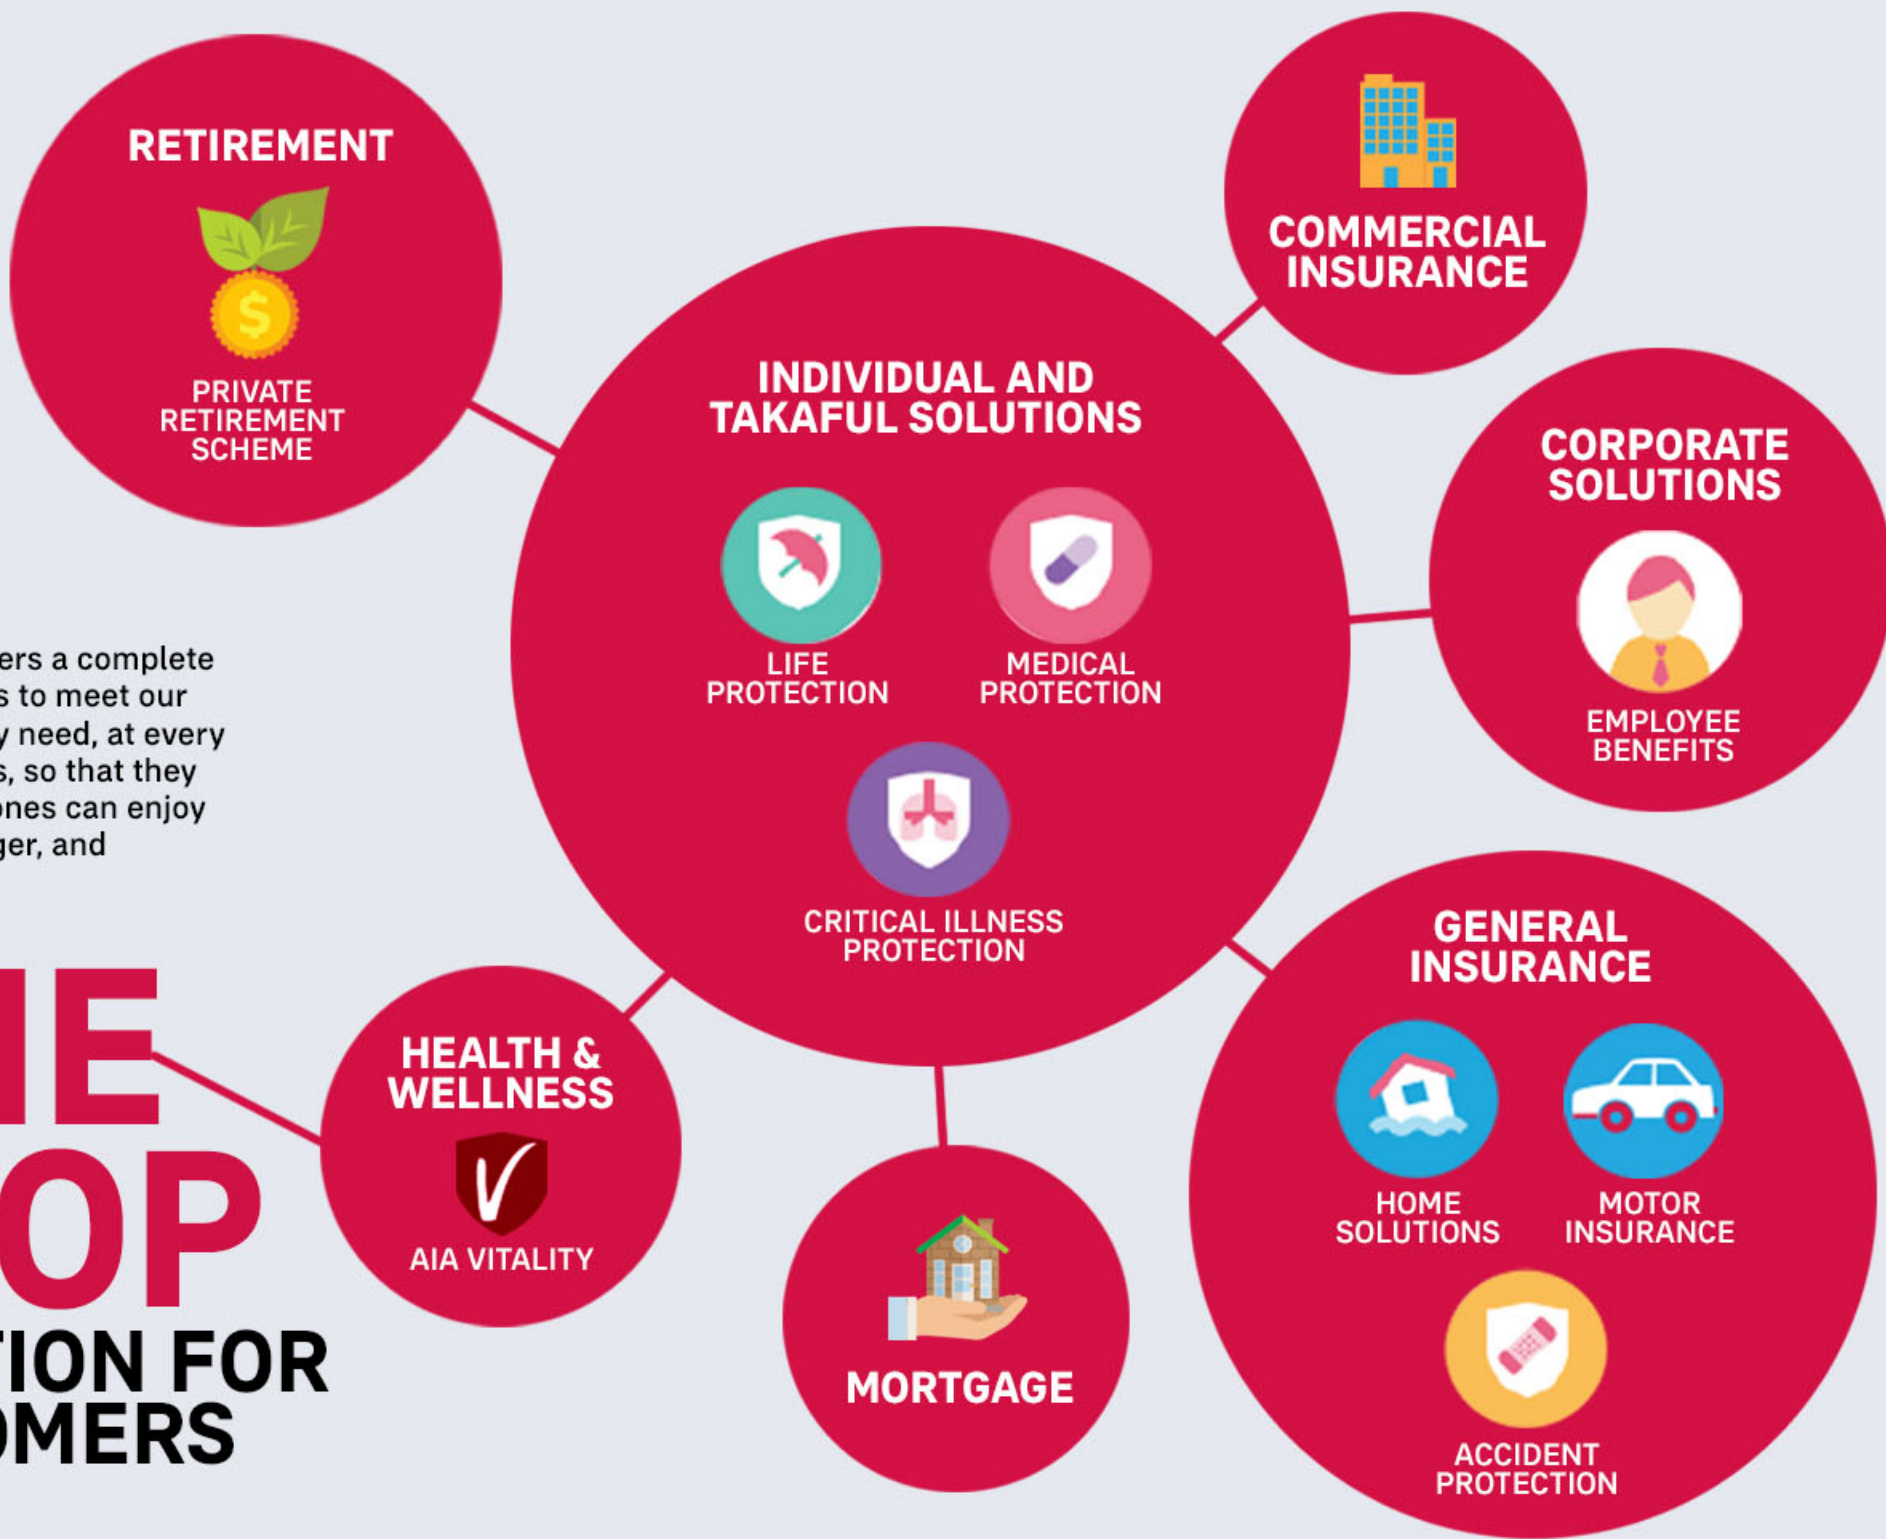 RETIREMENT
PRIVATE
RETIREMENT
SCHEME
COMMERCIAL
INSURANCE
INDIVIDUAL AND
TAKAFUL SOLUTIONS
LIFE
PROTECTION
MEDICAL
PROTECTION
CRITICAL ILLNESS
PROTECTION
CORPORATE
SOLUTIONS
EMPLOYEE
BENEFITS
ers a complete
s to meet our
y need, at every
s, so that they
ones can enjoy
ger, and
GENERAL
INSURANCE
HOME
SOLUTIONS
MOTOR
INSURANCE
ACCIDENT
PROTECTION
HEALTH &
WELLNESS
AIA VITALITY
MORTGAGE
NE
OP
TION FOR
OMERS